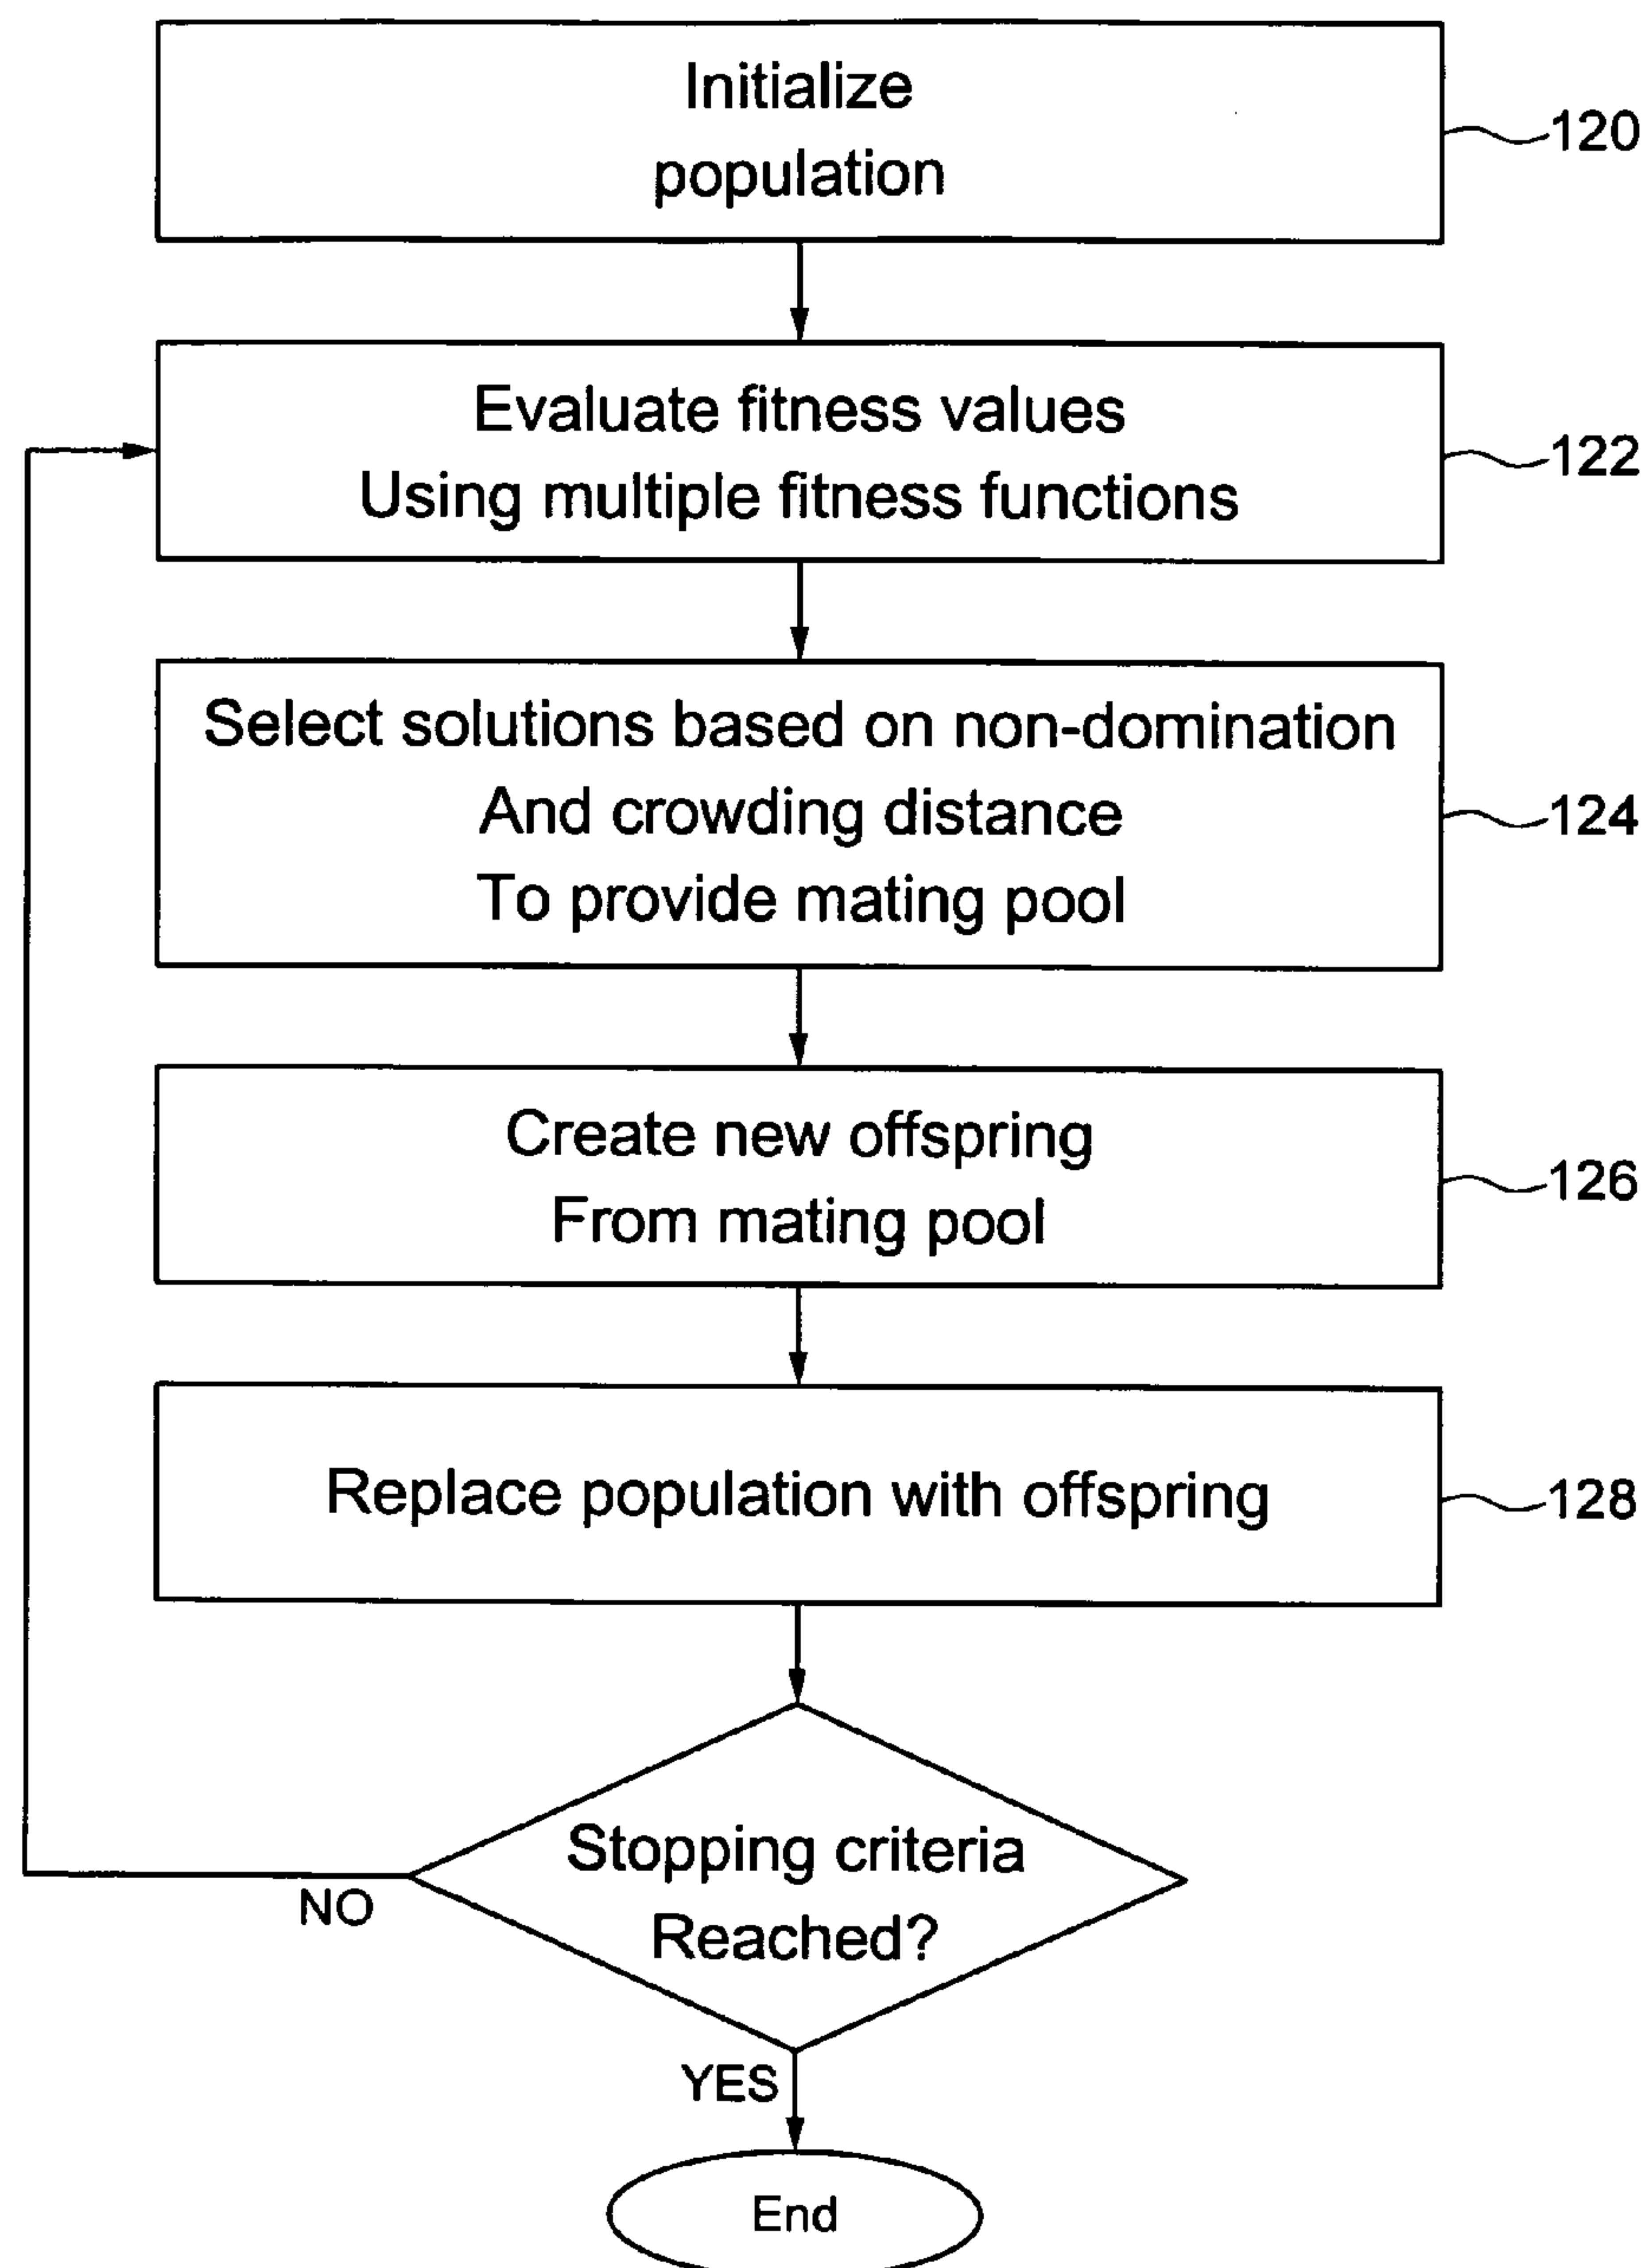 Initialize
population
120
Evaluate fitness values
Using multiple fitness functions
122
Select solutions based on non-domination
And crowding distance
To provide mating pool
124
Create new offspring
From mating pool
126
Replace population with offspring
128
Stopping criteria
Reached?
NO
YES
End